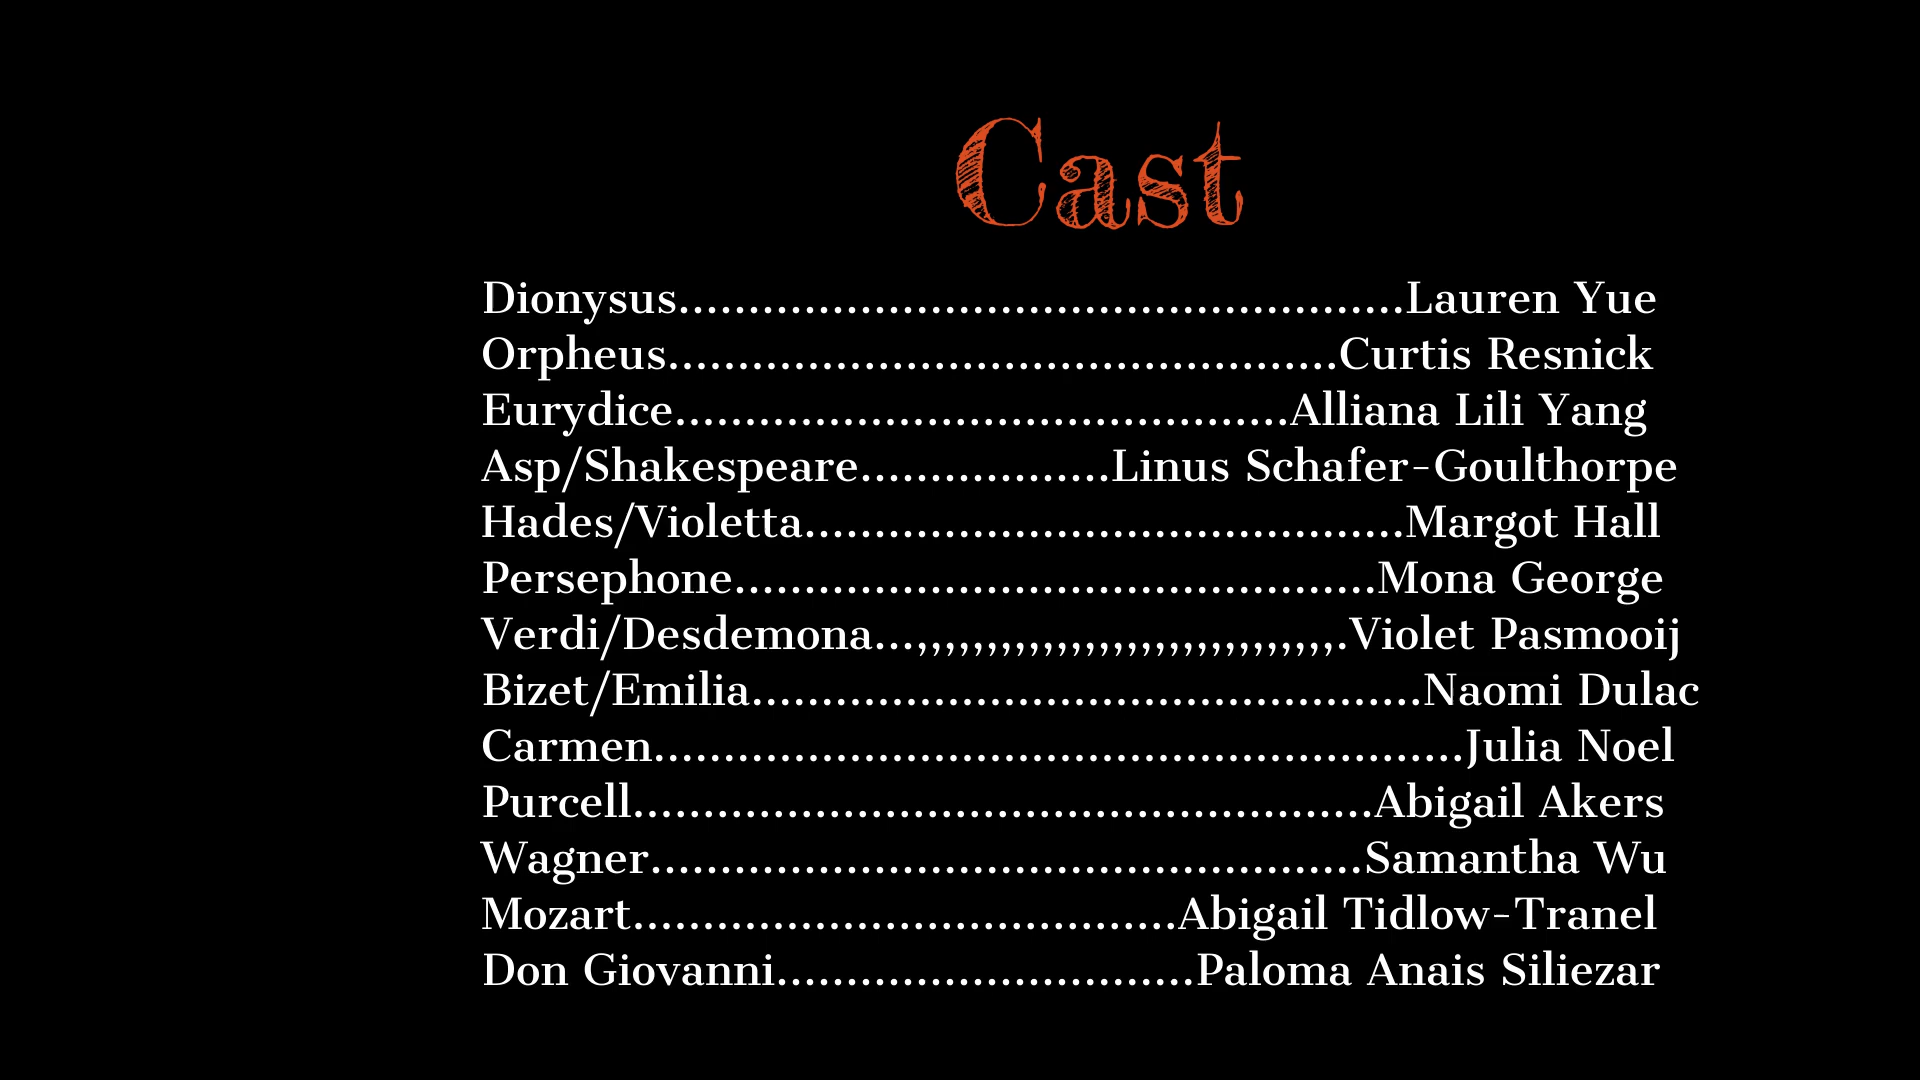 Cast
Dionysus....................................................Lauren Yue
Orpheus................................................Curtis Resnick
Eurydice............................................Alliana Lili Yang
Asp/Shakespeare..................Linus Schafer-Goulthorpe
Hades/Violetta...........................................Margot Hall
Persephone..............................................Mona George
Verdi/Desdemona...,,,,,,,,,,,,,,,,,,,,,,,,,,,,,,.Violet Pasmooij
Bizet/Emilia................................................Naomi Dulac
Carmen..........................................................Julia Noel
Purcell.....................................................Abigail Akers
Wagner...................................................Samantha Wu
Mozart.......................................Abigail Tidlow-Tranel
Don Giovanni..............................Paloma Anais Siliezar